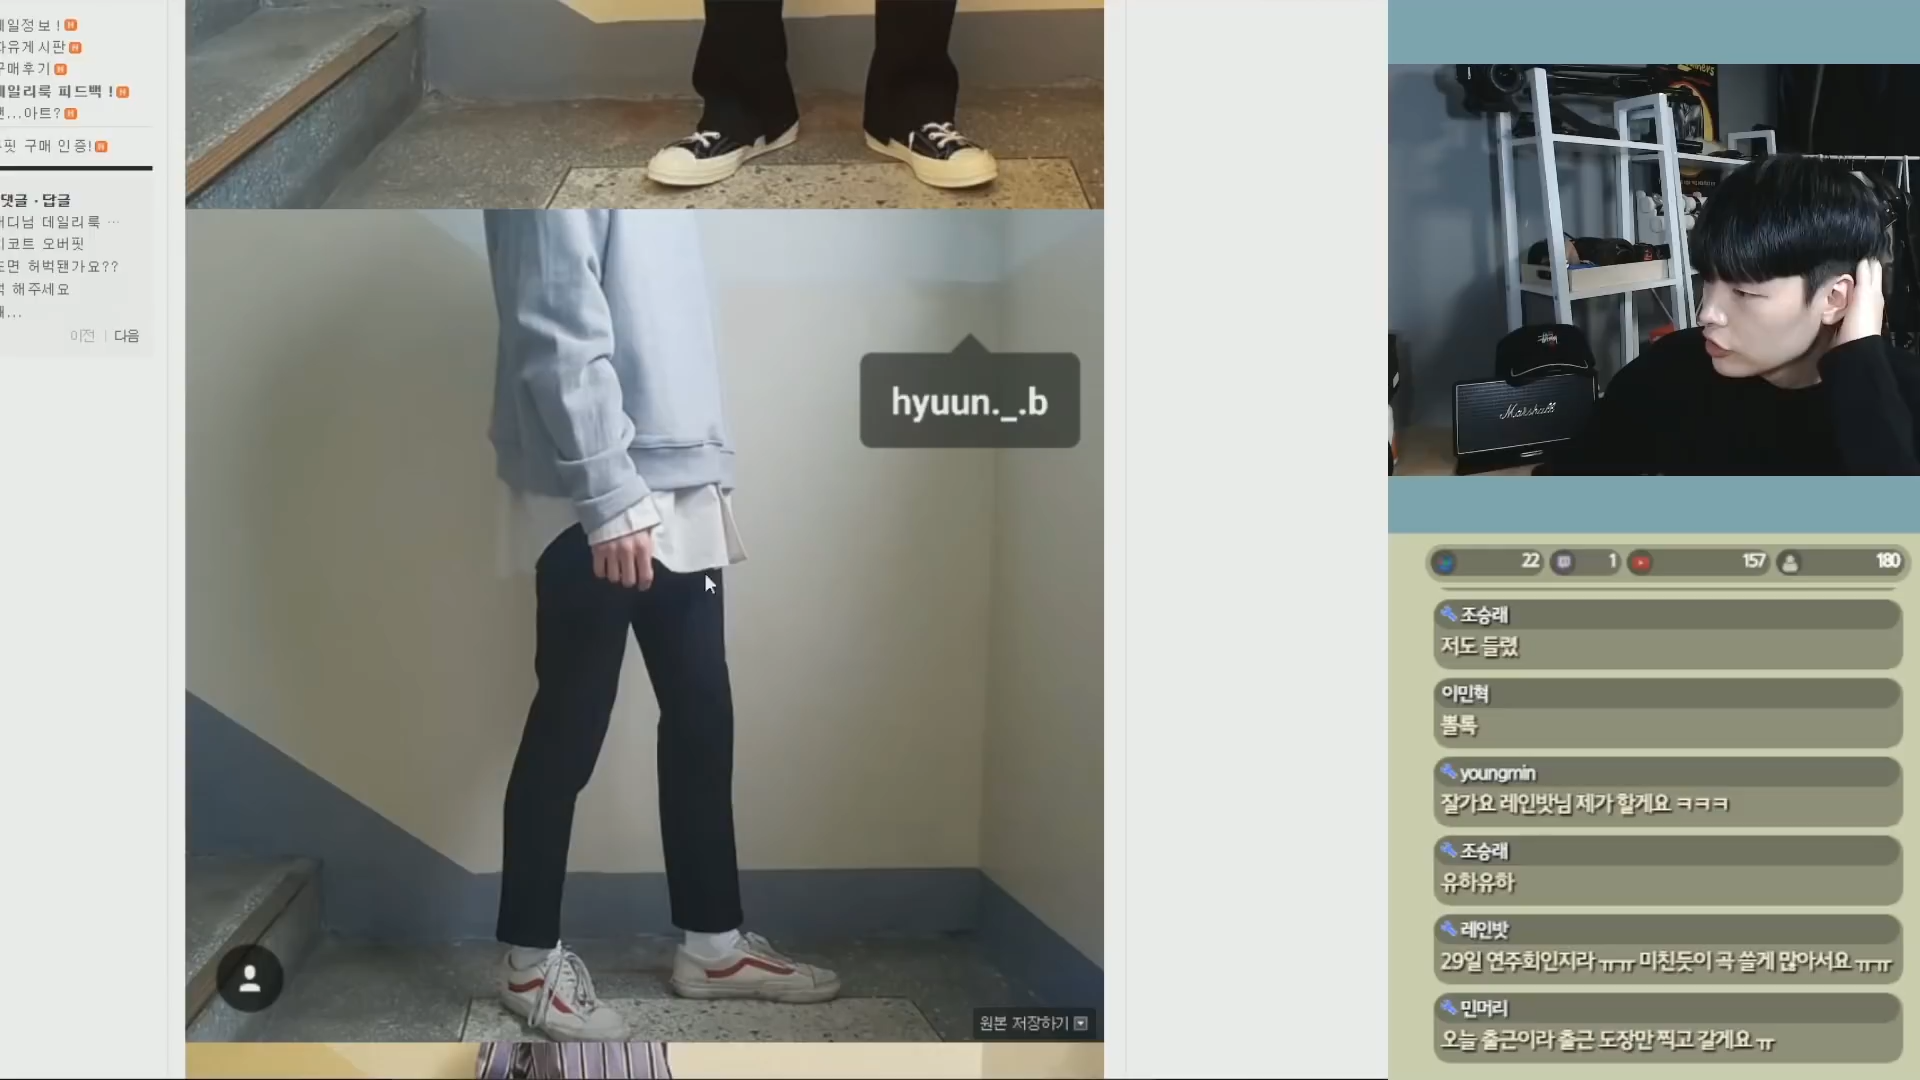 일정보!
유게시판
매후기
일리룩 피드백!
...아트?
핏 구매 인증!
댓글·답글
디넘 데일리룩 ...
코트 오버핏
면 허벅됀가요??
해주세요
...
이전 | 다음
hyuun._.b
원본 저장하기
Marshall
22 1 157 180
조승래
저도 들렸
이민혁
뽈록
youngmin
잘가요 레인밧님 제가 할게요 ㅋㅋㅋ
조승래
유하유하
레인밧
29일 연주회인지라 ㅠㅠ 미친듯이 곡 쓸게 많아서요 ㅠㅠ
민머리
오늘 출근이라 출근 도장만 찍고 갈게요 ㅠ